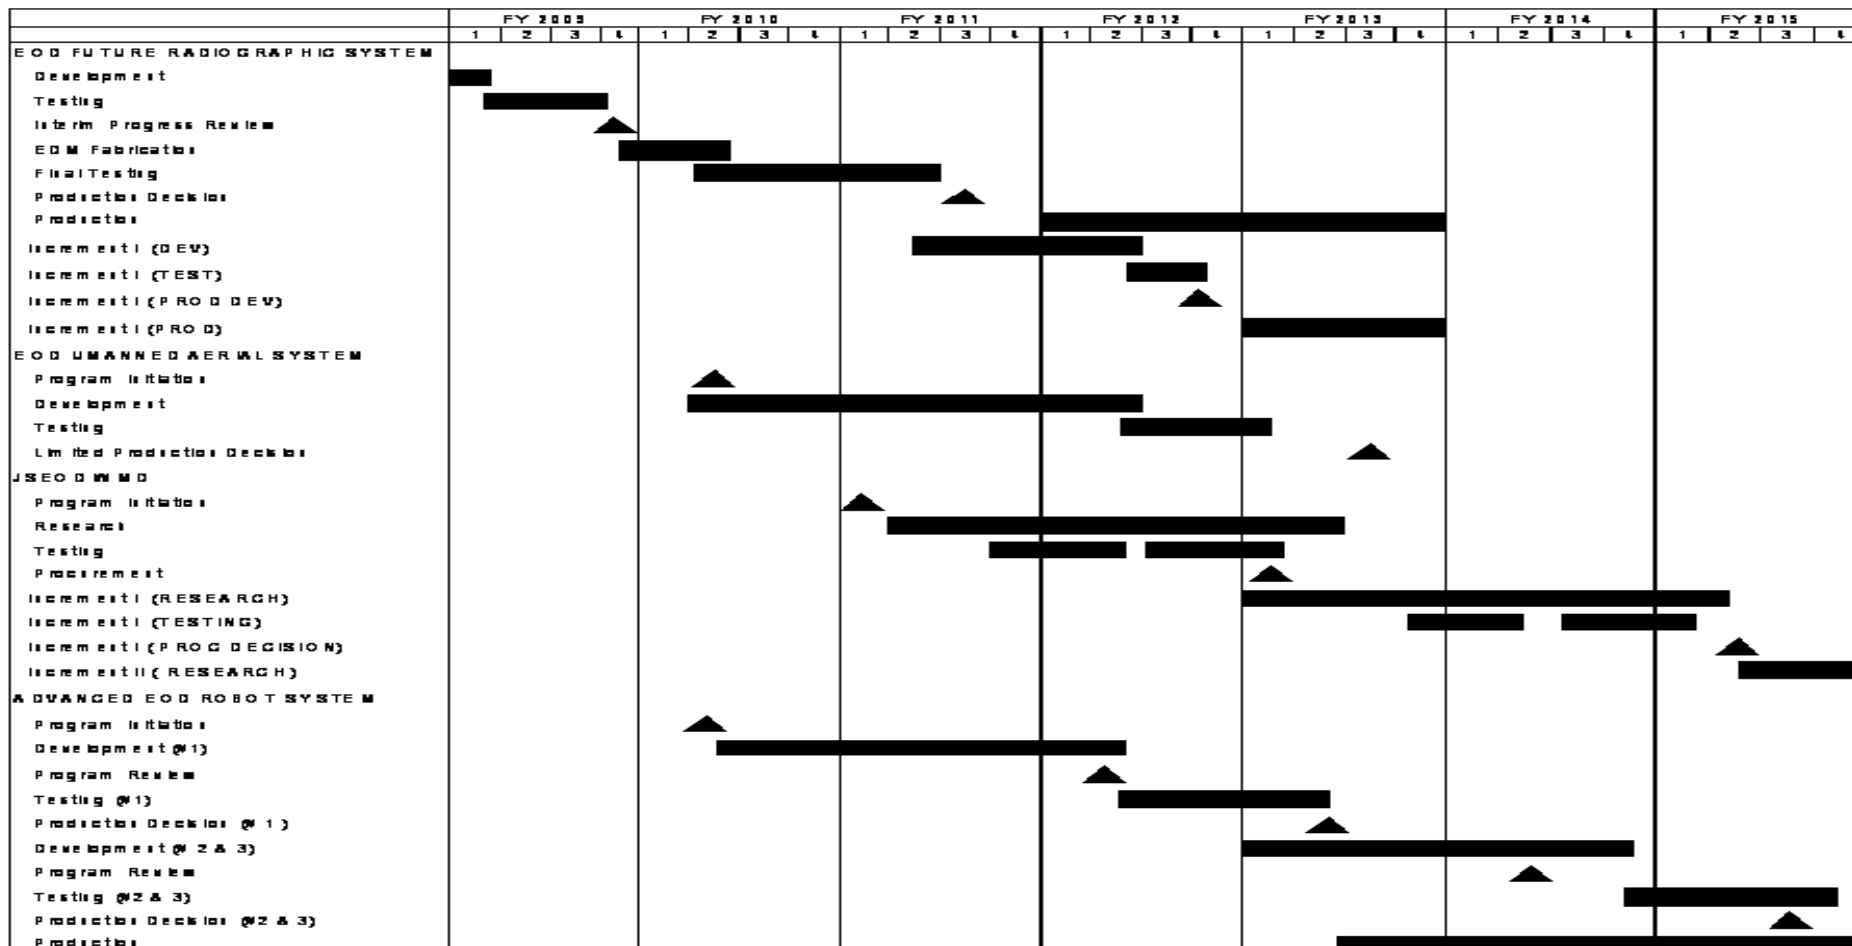 FY 2009 FY 2010 FY 2011 FY 2012 FY 2013 FY 2014 FY 2015
1 2 3 4 1 2 3 4 1 2 3 4 1 2 3 4 1 2 3 4 1 2 3 4 1 2 3 4
EOD FUTURE RADIOGRAPHIC SYSTEM
Development
Testing
Interim Progress Review
EDM Fabrication
Final Testing
Production Decision
Production
Increment I (DEV)
Increment I (TEST)
Increment I (PROD DEV)
Increment I (PROD)
EOD UMANNED AERIAL SYSTEM
Program Initiation
Development
Testing
Limited Production Decision
JSEOD WMD
Program Initiation
Research
Testing
Procurement
Increment I (RESEARCH)
Increment I (TESTING)
Increment I (PROC DECISION)
Increment II ( RESEARCH)
ADVANCED EOD ROBOT SYSTEM
Program Initiation
Development (#1)
Program Review
Testing (#1)
Production Decision (# 1)
Development (# 2 & 3)
Program Review
Testing (#2 & 3)
Production Decision (#2 & 3)
Production